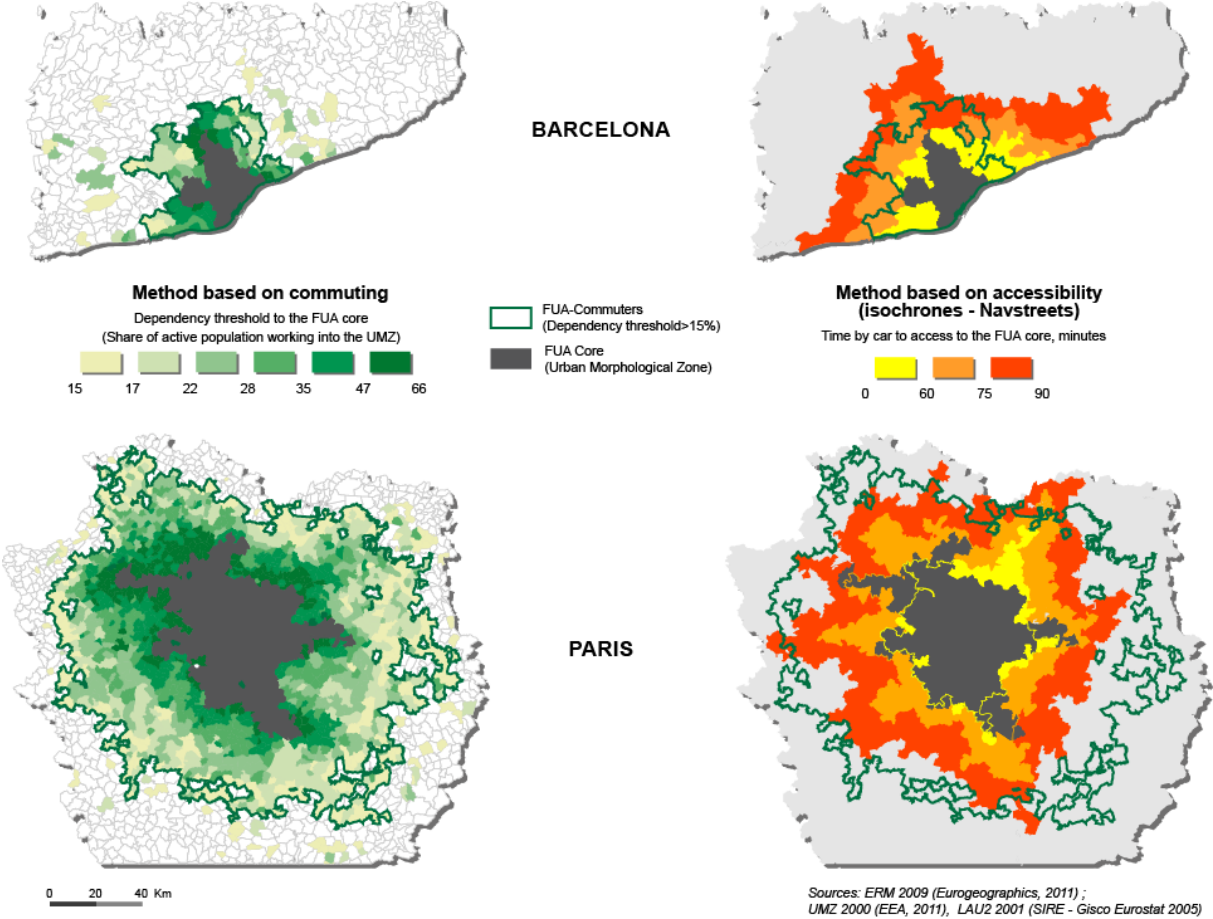 BARCELONA
Method based on commuting
Dependency threshold to the FUA core
(Share of active population working into the UMZ)
15 17 22 28 35 47 66
FUA-Commuters
(Dependency threshold>15%)
FUA Core
(Urban Morphological Zone)
Method based on accessibility
(isochrones - Navstreets)
Time by car to access to the FUA core, minutes
0 60 75 90
PARIS
0 20 40 Km
Sources: ERM 2009 (Eurogeographics, 2011) ;
UMZ 2000 (EEA, 2011), LAU2 2001 (SIRE - Gisco Eurostat 2005)